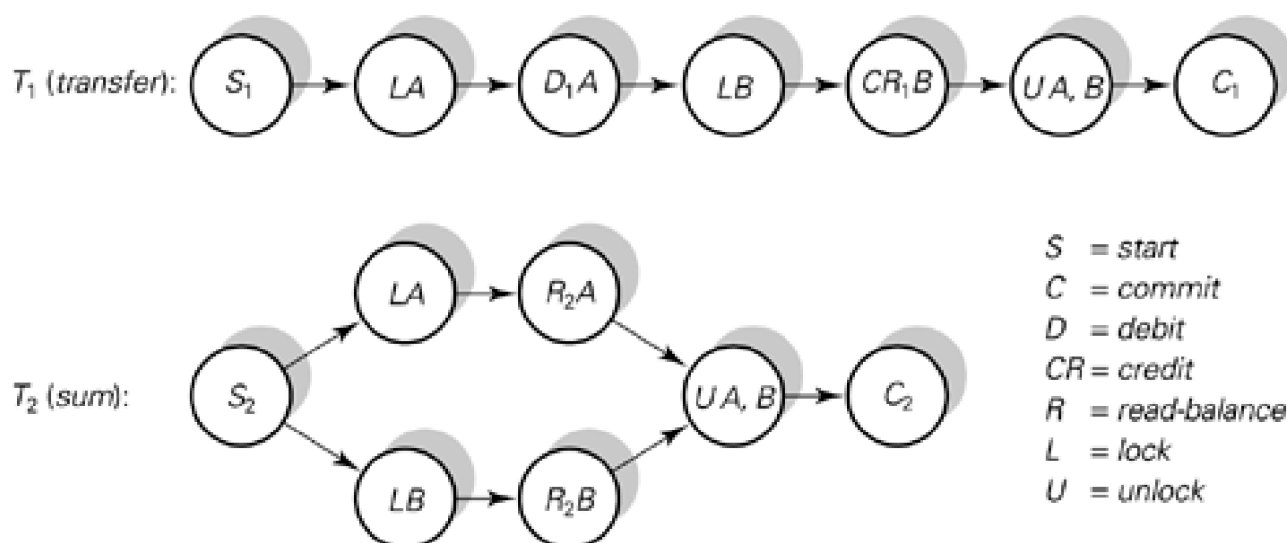 T₁ (transfer): S₁ LA D₁A LB CR₁B U A, B C₁
LA R₂A
T₂ (sum): S₂ U A, B C₂
LB R₂B
S = start
C = commit
D = debit
CR = credit
R = read-balance
L = lock
U = unlock